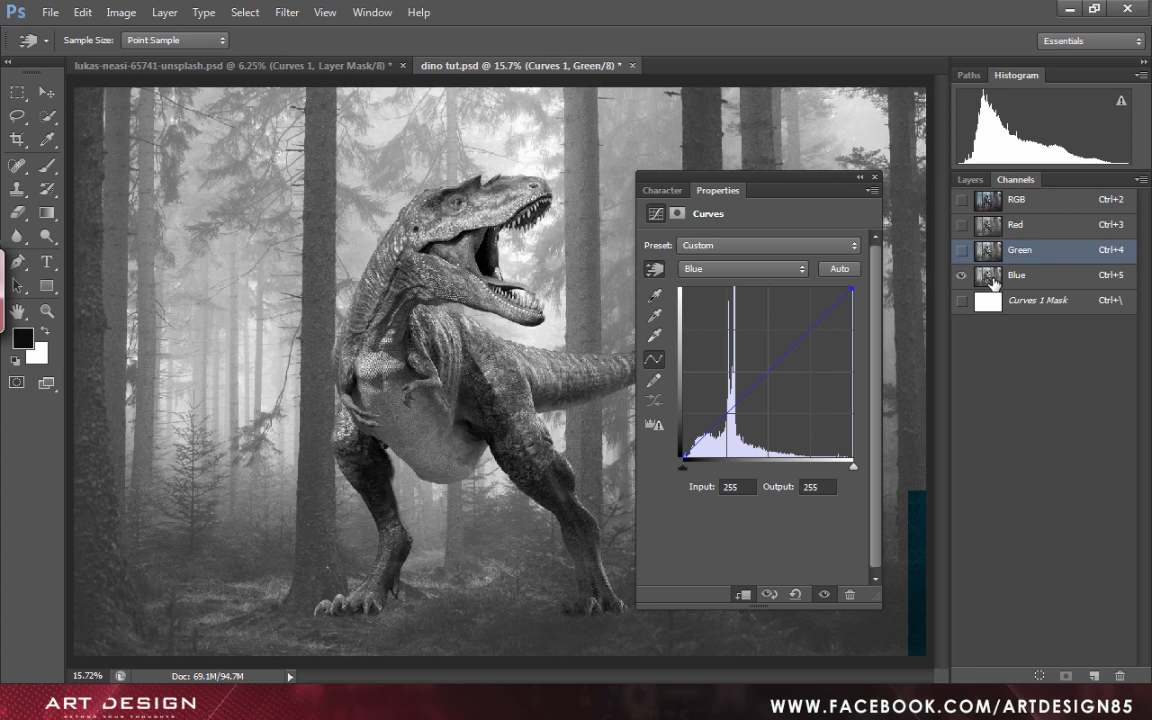 Ps File Edit Image Layer Type Select Filter View Window Help
Sample Size: Point Sample
Essentials
lukas-neasi-65741-unsplash.psd @ 6.25% (Curves 1, Layer Mask/8) * ×
dino tut.psd @ 15.7% (Curves 1, Green/8) * ×
Paths Histogram
Layers Channels
RGB Ctrl+2
Red Ctrl+3
Green Ctrl+4
Blue Ctrl+5
Curves 1 Mask Ctrl+\
Character Properties
Curves
Preset: Custom
Blue Auto
Input: 255 Output: 255
T
15.72% Doc: 69.1M/94.7M
ART DESIGN
BEYOND YOUR THOUGHTS
WWW.FACEBOOK.COM/ARTDESIGN85